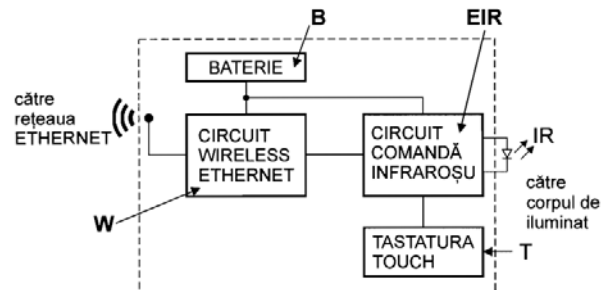 B
EIR
BATERIE
către
rețeaua
ETHERNET
CIRCUIT
WIRELESS
ETHERNET
CIRCUIT
COMANDĂ
INFRAROȘU
IR
către
corpul de
iluminat
W
TASTATURA
TOUCH
T